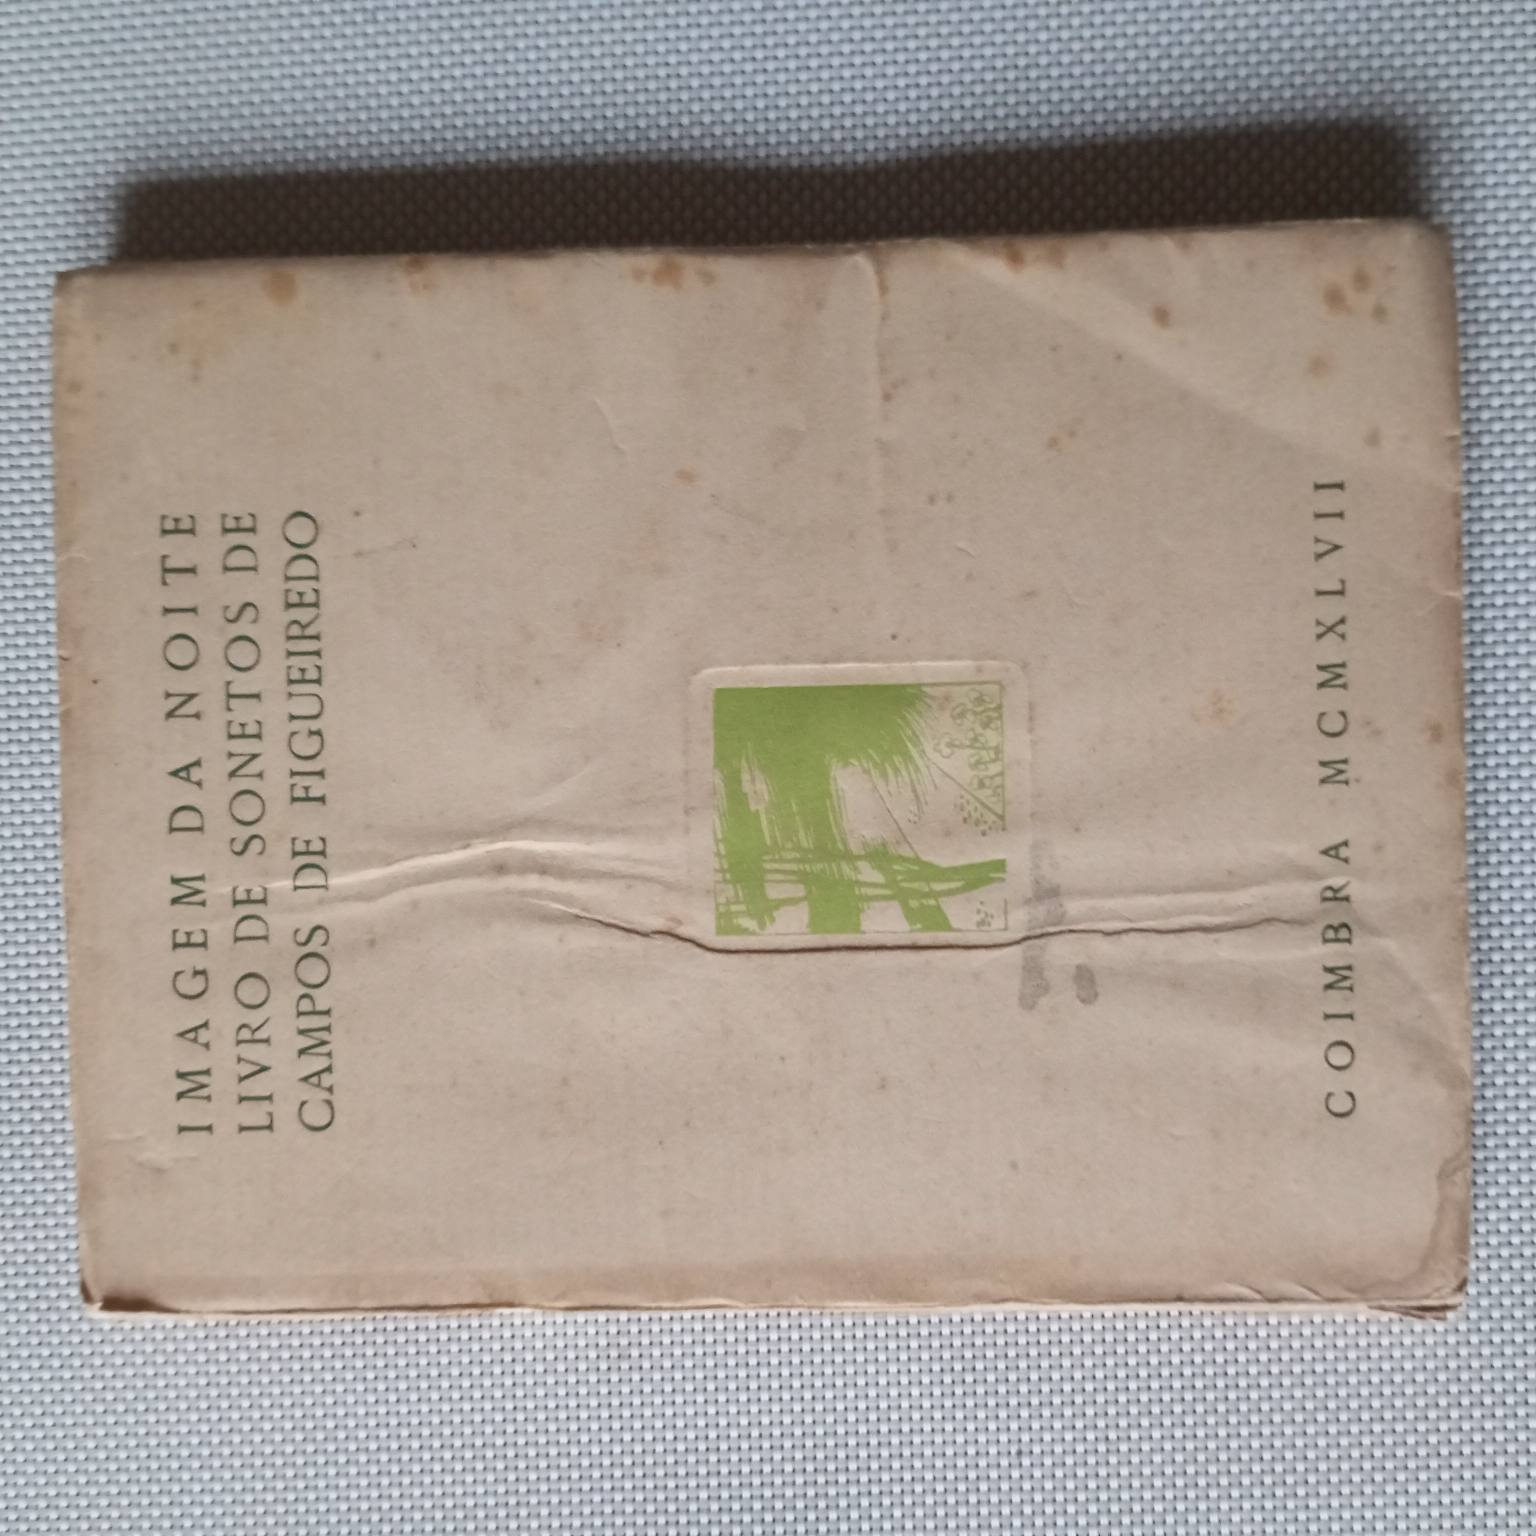 IMAGEM DA NOITE
LIVRO DE SONETOS DE
CAMPOS DE FIGUEIREDO
COIMBRA MCMXLVII